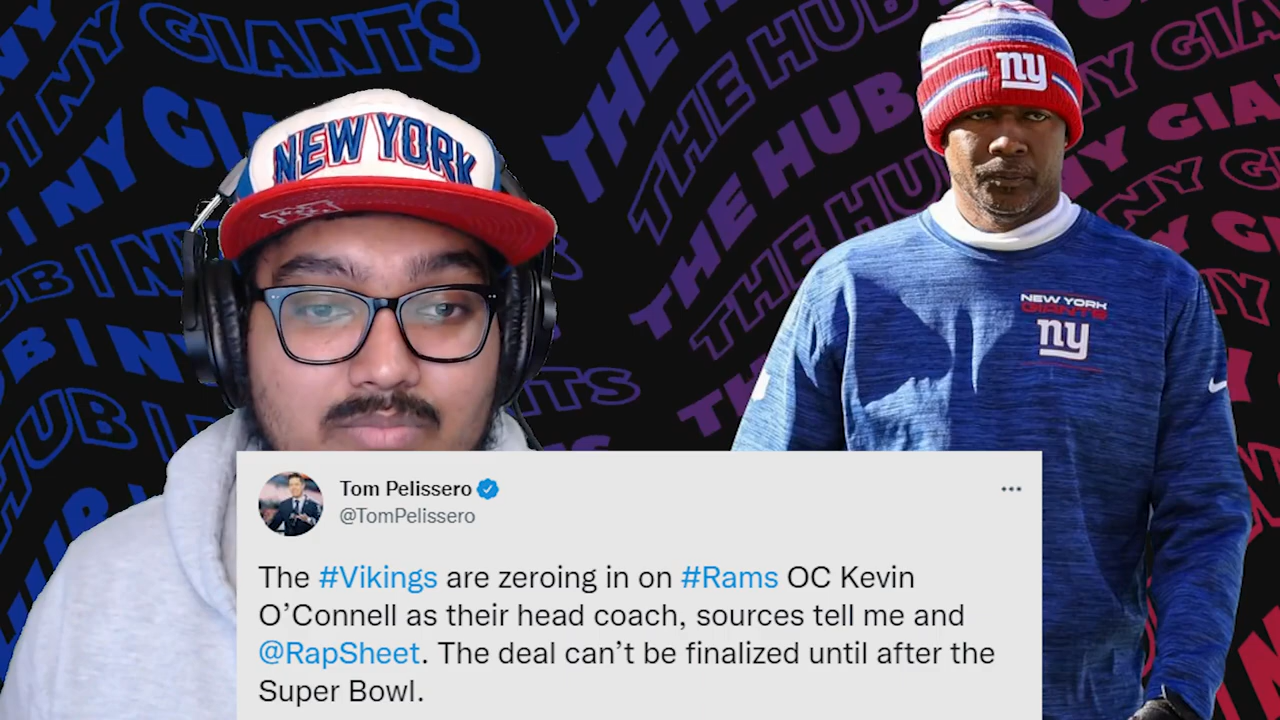 NY GIANTS
THE HUB
THE HUB
NEW YORK
ny
NEW YORK
GIANTS
ny
Tom Pelissero
@TomPelissero
...
The #Vikings are zeroing in on #Rams OC Kevin
O’Connell as their head coach, sources tell me and
@RapSheet. The deal can’t be finalized until after the
Super Bowl.